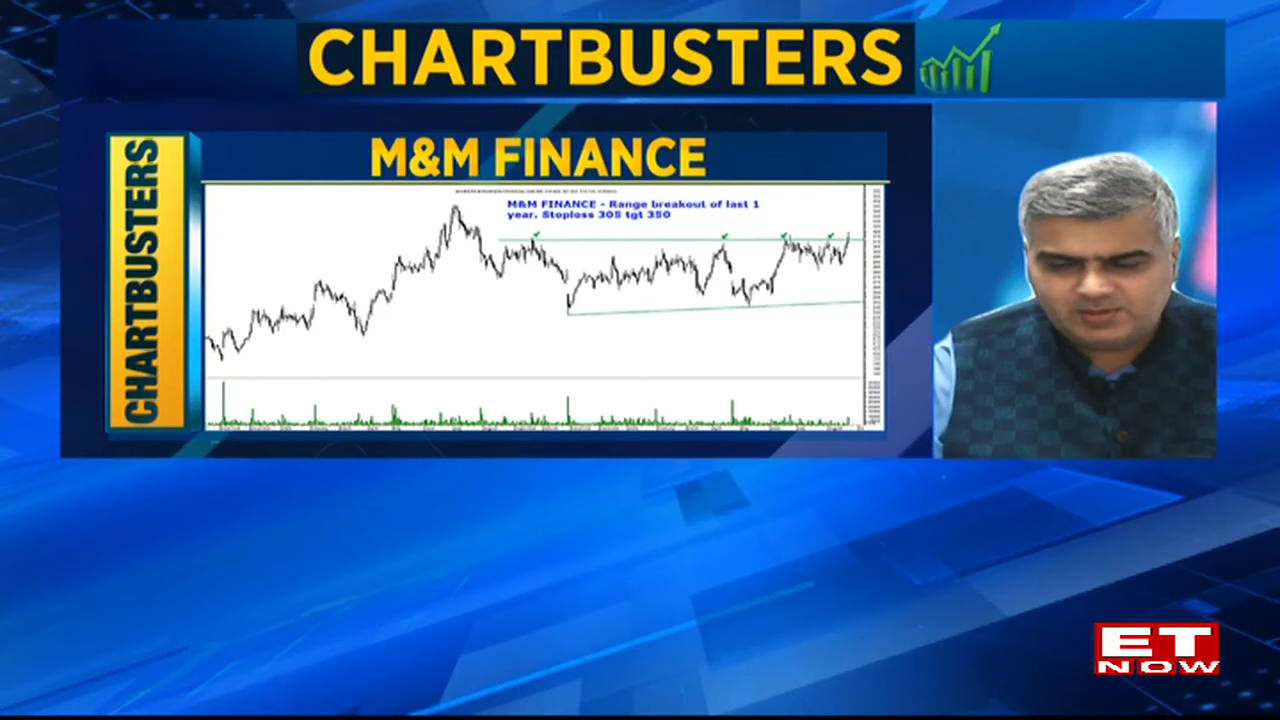 CHARTBUSTERS
CHARTBUSTERS
M&M FINANCE
M&M FINANCE - Range breakout of last 1
year. Stoploss 305 tgt 350
ET
NOW